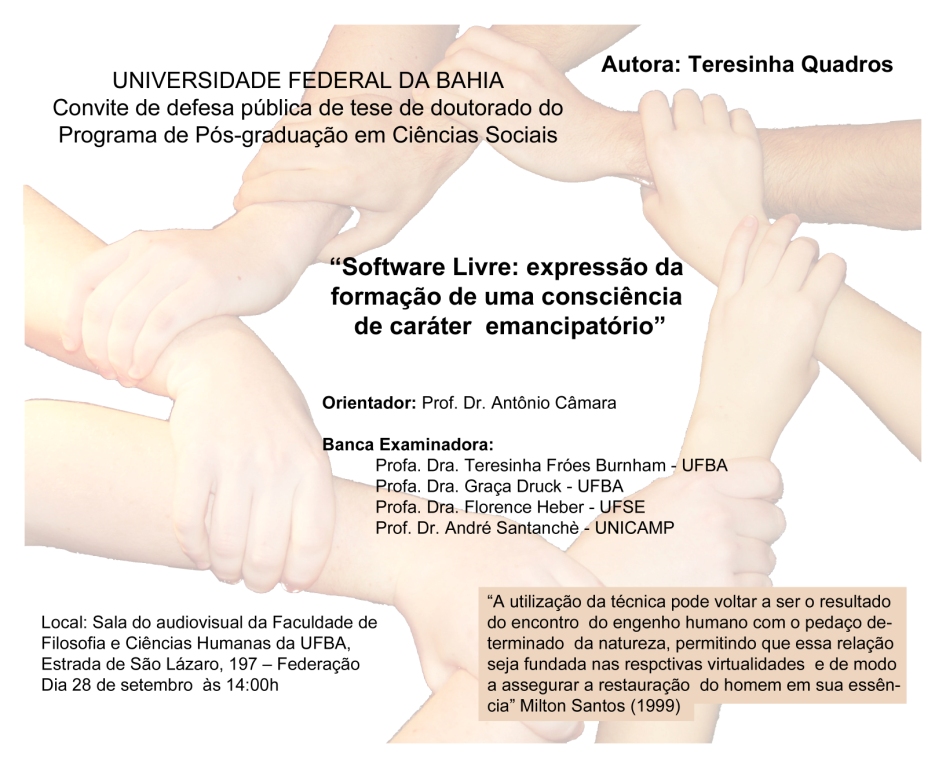 UNIVERSIDADE FEDERAL DA BAHIA
Convite de defesa pública de tese de doutorado do
Programa de Pós-graduação em Ciências Sociais
Autora: Teresinha Quadros
“Software Livre: expressão da
formação de uma consciência
de caráter emancipatório”
Orientador: Prof. Dr. Antônio Câmara
Banca Examinadora:
Profa. Dra. Teresinha Fróes Burnham - UFBA
Profa. Dra. Graça Druck - UFBA
Profa. Dra. Florence Heber - UFSE
Prof. Dr. André Santanchè - UNICAMP
Local: Sala do audiovisual da Faculdade de
Filosofia e Ciências Humanas da UFBA,
Estrada de São Lázaro, 197 – Federação
Dia 28 de setembro às 14:00h
“A utilização da técnica pode voltar a ser o resultado
do encontro do engenho humano com o pedaço de-
terminado da natureza, permitindo que essa relação
seja fundada nas respctivas virtualidades e de modo
a assegurar a restauração do homem em sua essên-
cia” Milton Santos (1999)